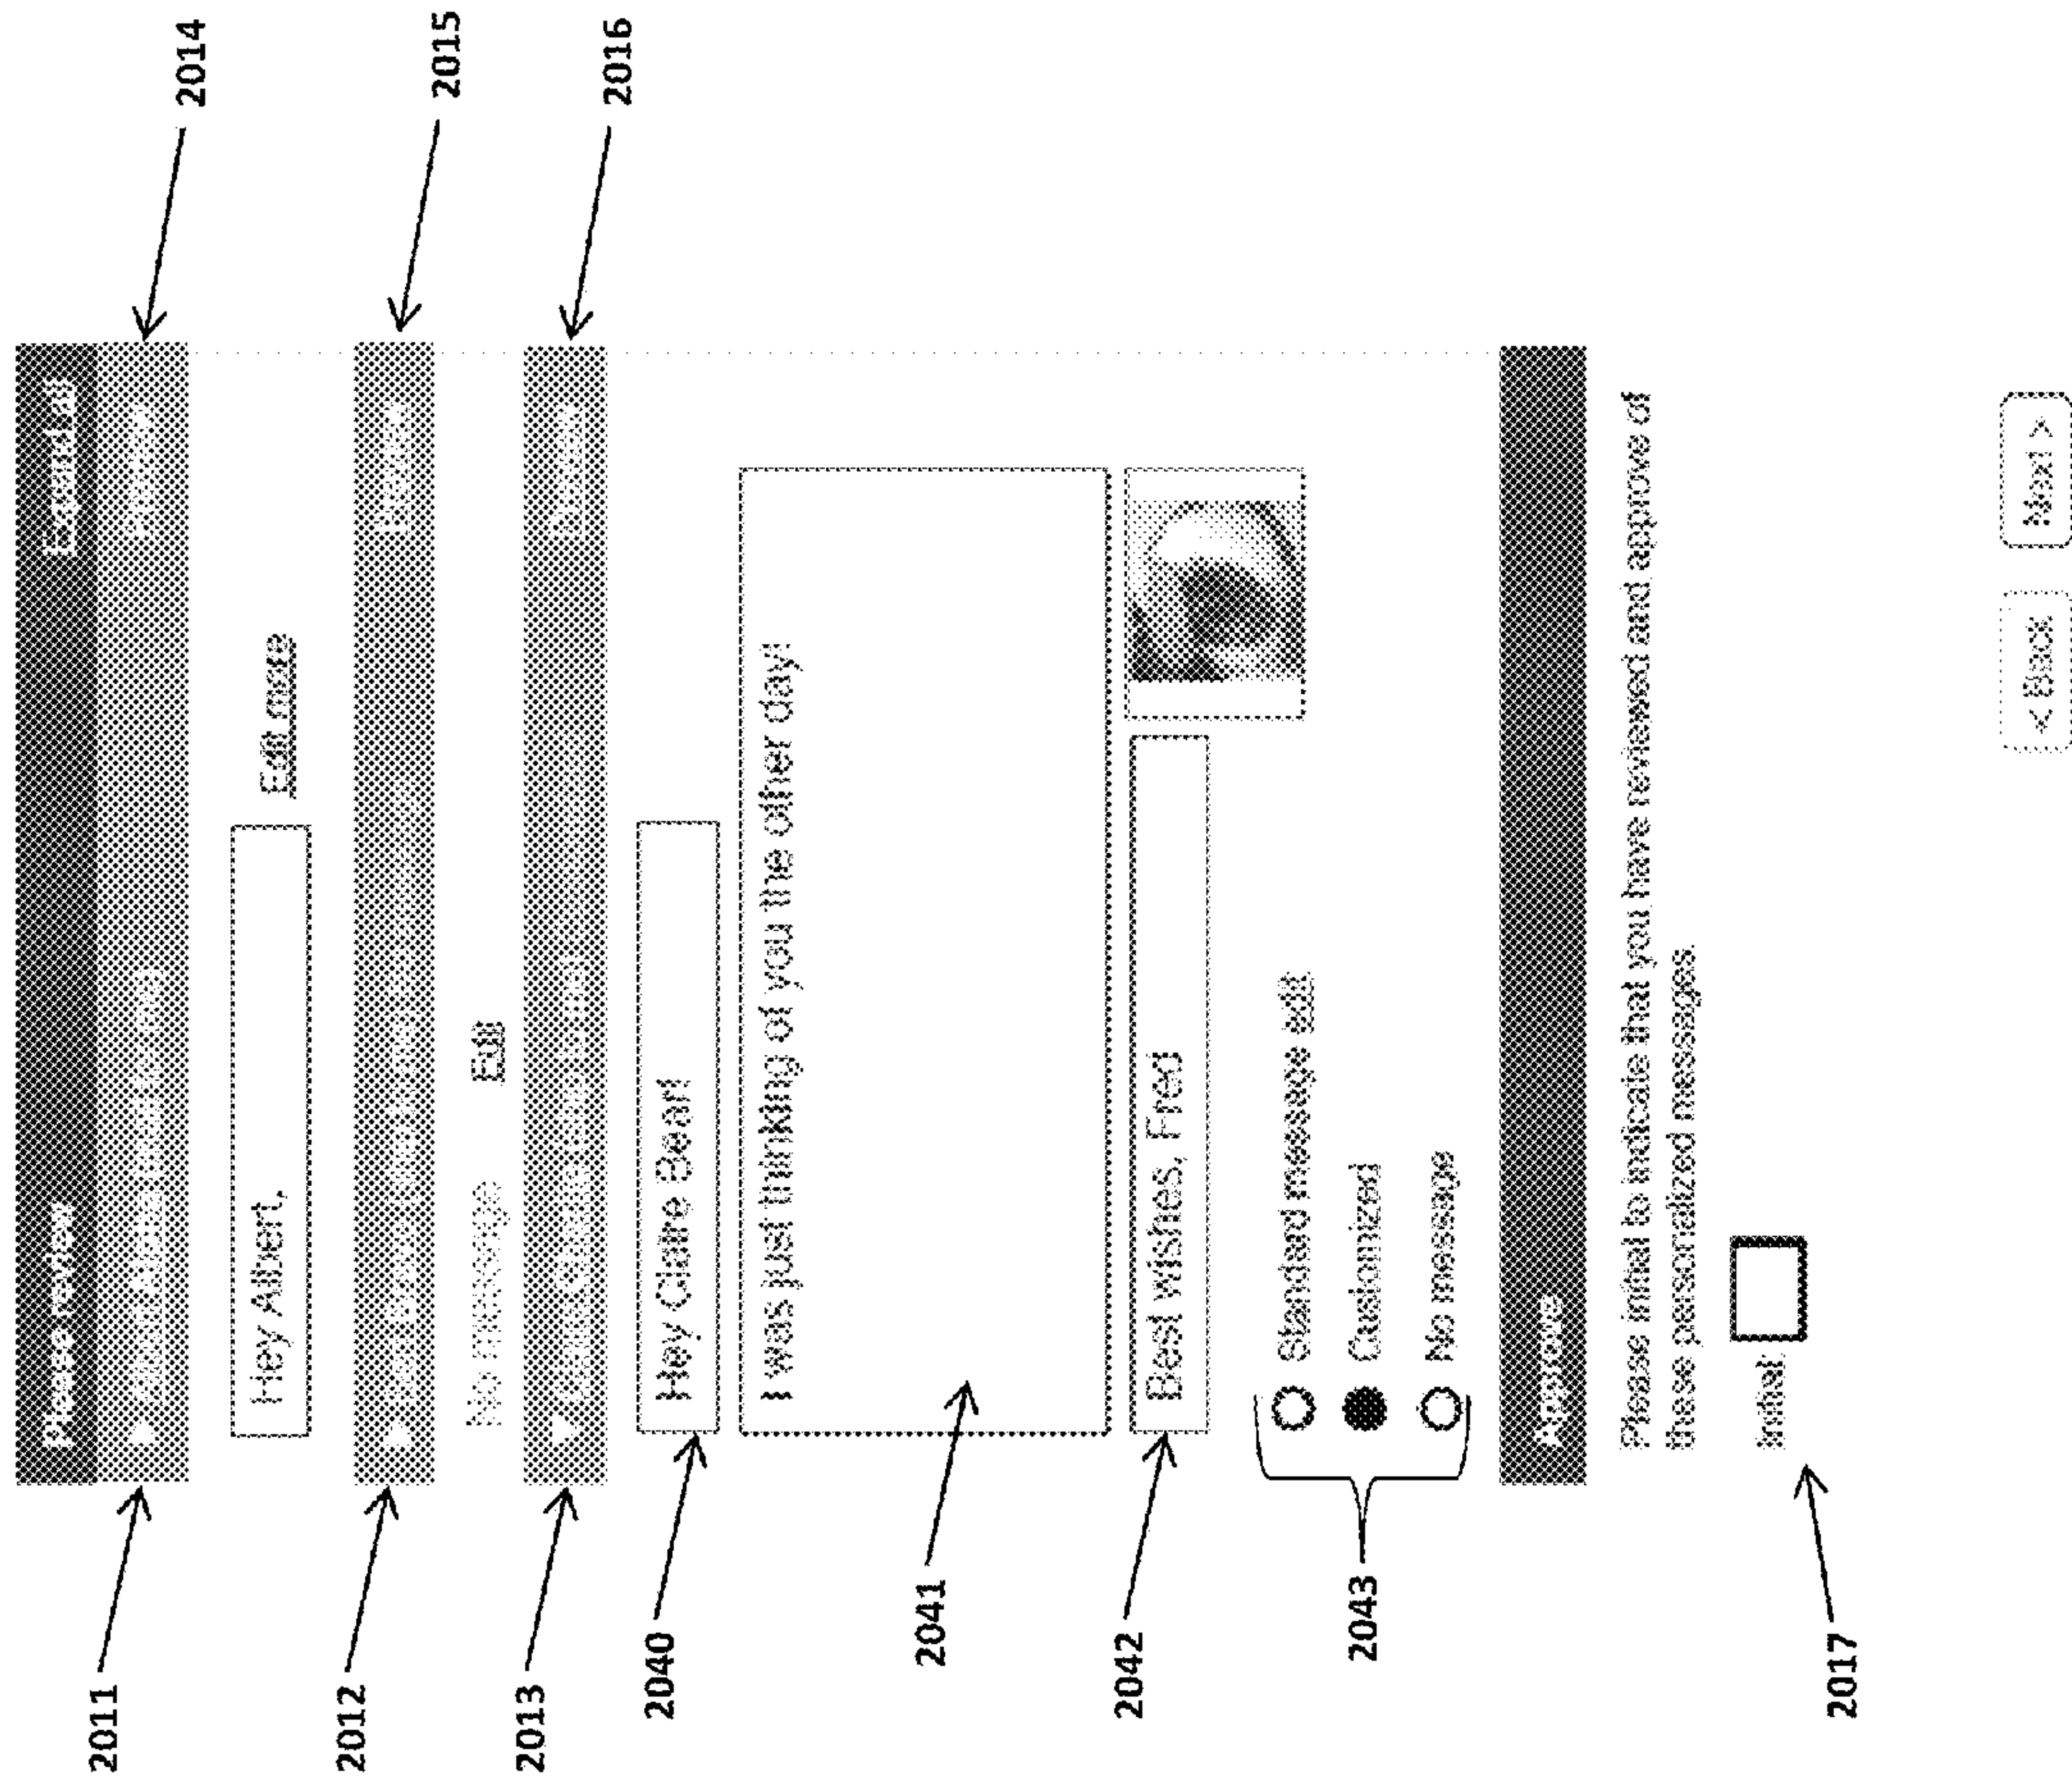 Please review Expand all
2014
2011
Hey Albert, Edit more
2015
2012 Preview
No message Edit
2016
2013 Preview
Hey Claire Bear!
2040
I was just thinking of you the other day!
2041
Best wishes, Fred
2042
Standard message edit
2043 Customized
No message
Approve
Please initial to indicate that you have reviewed and approve of
these personalized messages.
Initial
2017
< Back Next >